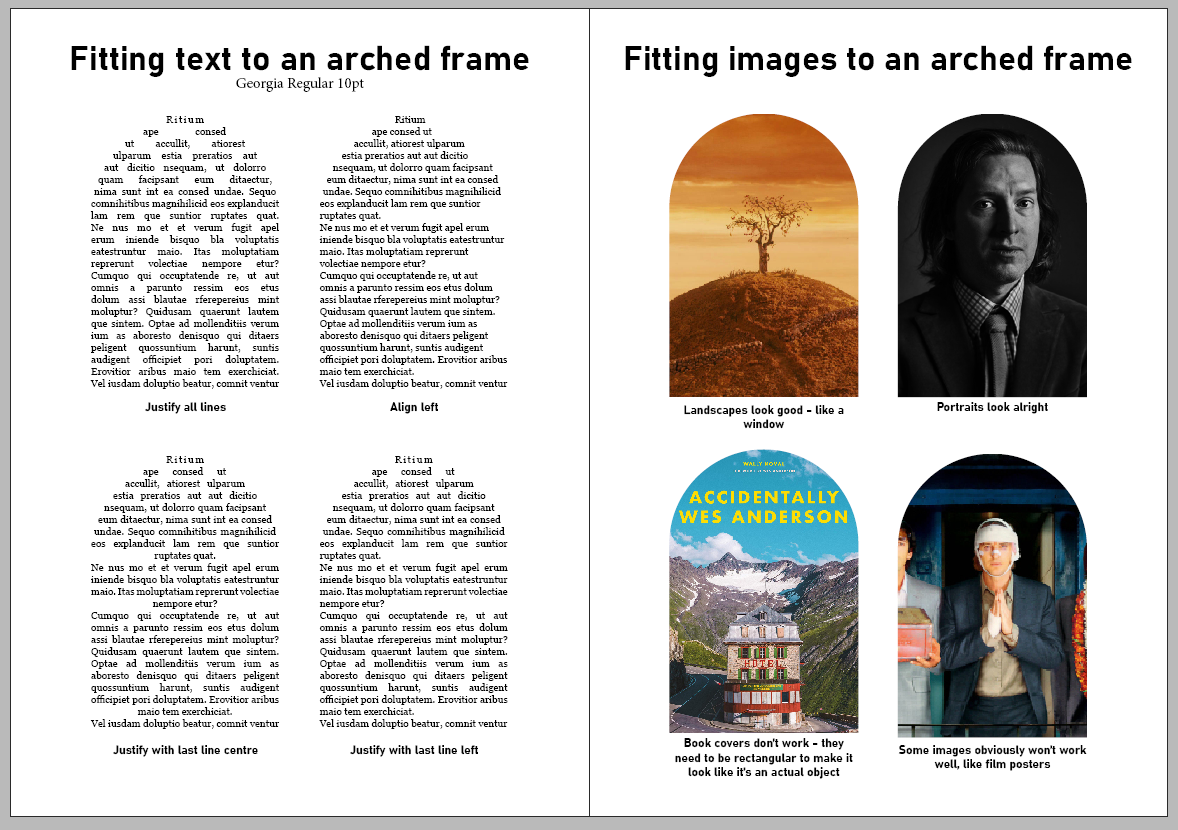 Fitting text to an arched frame
Georgia Regular 10pt
Ritium
ape consed
ut accullit, atiorest
ulparum estia preratios aut
aut dicitio nsequam, ut dolorro
quam facipsant eum ditaectur,
nima sunt int ea consed undae. Sequo
comnihitibus magnihilicid eos explanducit
lam rem que suntior ruptates quat.
Ne nus mo et et verum fugit apel
erum iniende bisquo bla voluptatis
eatestruntur maio. Itas moluptatiam
reprerunt volectiae nempore etur?
Cumquo qui occuptatende re, ut aut
omnis a parunto ressim eos etus
dolum assi blautae rferepereius mint
moluptur? Quidusam quaerunt lautem
que sintem. Optae ad mollenditiis verum
ium as aboresto denisquo qui ditaers
peligent quossuntium harunt, suntis
audigent officipiet pori doluptatem.
Erovitior aribus maio tem exerchiciat.
Vel iusdam doluptio beatur, comnit ventur
Justify all lines
Ritium
ape consed ut
accullit, atiorest ulparum
estia preratios aut aut dicitio
nsequam, ut dolorro quam facipsant
eum ditaectur, nima sunt int ea consed
undae. Sequo comnihitibus magnihilicid
eos explanducit lam rem que suntior
ruptates quat.
Ne nus mo et et verum fugit apel erum
iniende bisquo bla voluptatis eatestruntur
maio. Itas moluptatiam reprerunt
volectiae nempore etur?
Cumquo qui occuptatende re, ut aut
omnis a parunto ressim eos etus dolum
assi blautae rferepereius mint moluptur?
Quidusam quaerunt lautem que sintem.
Optae ad mollenditiis verum ium as
aboresto denisquo qui ditaers peligent
quossuntium harunt, suntis audigent
officipiet pori doluptatem. Erovitior aribus
maio tem exerchiciat.
Vel iusdam doluptio beatur, comnit ventur
Align left
Ritium
ape consed ut
accullit, atiorest ulparum
estia preratios aut aut dicitio
nsequam, ut dolorro quam facipsant
eum ditaectur, nima sunt int ea consed
undae. Sequo comnihitibus magnihilicid
eos explanducit lam rem que suntior
ruptates quat.
Ne nus mo et et verum fugit apel erum
iniende bisquo bla voluptatis eatestruntur
maio. Itas moluptatiam reprerunt volectiae
nempore etur?
Cumquo qui occuptatende re, ut aut
omnis a parunto ressim eos etus dolum
assi blautae rferepereius mint moluptur?
Quidusam quaerunt lautem que sintem.
Optae ad mollenditiis verum ium as
aboresto denisquo qui ditaers peligent
quossuntium harunt, suntis audigent
officipiet pori doluptatem. Erovitior aribus
maio tem exerchiciat.
Vel iusdam doluptio beatur, comnit ventur
Justify with last line centre
Ritium
ape consed ut
accullit, atiorest ulparum
estia preratios aut aut dicitio
nsequam, ut dolorro quam facipsant
eum ditaectur, nima sunt int ea consed
undae. Sequo comnihitibus magnihilicid
eos explanducit lam rem que suntior
ruptates quat.
Ne nus mo et et verum fugit apel erum
iniende bisquo bla voluptatis eatestruntur
maio. Itas moluptatiam reprerunt volectiae
nempore etur?
Cumquo qui occuptatende re, ut aut
omnis a parunto ressim eos etus dolum
assi blautae rferepereius mint moluptur?
Quidusam quaerunt lautem que sintem.
Optae ad mollenditiis verum ium as
aboresto denisquo qui ditaers peligent
quossuntium harunt, suntis audigent
officipiet pori doluptatem. Erovitior aribus
maio tem exerchiciat.
Vel iusdam doluptio beatur, comnit ventur
Justify with last line left
Fitting images to an arched frame
Landscapes look good - like a
window
Portraits look alright
WALLY KOVAL
ACCIDENTALLY
WES ANDERSON
HOTEL
Book covers don't work - they
need to be rectangular to make it
look like it's an actual object
Some images obviously won't work
well, like film posters